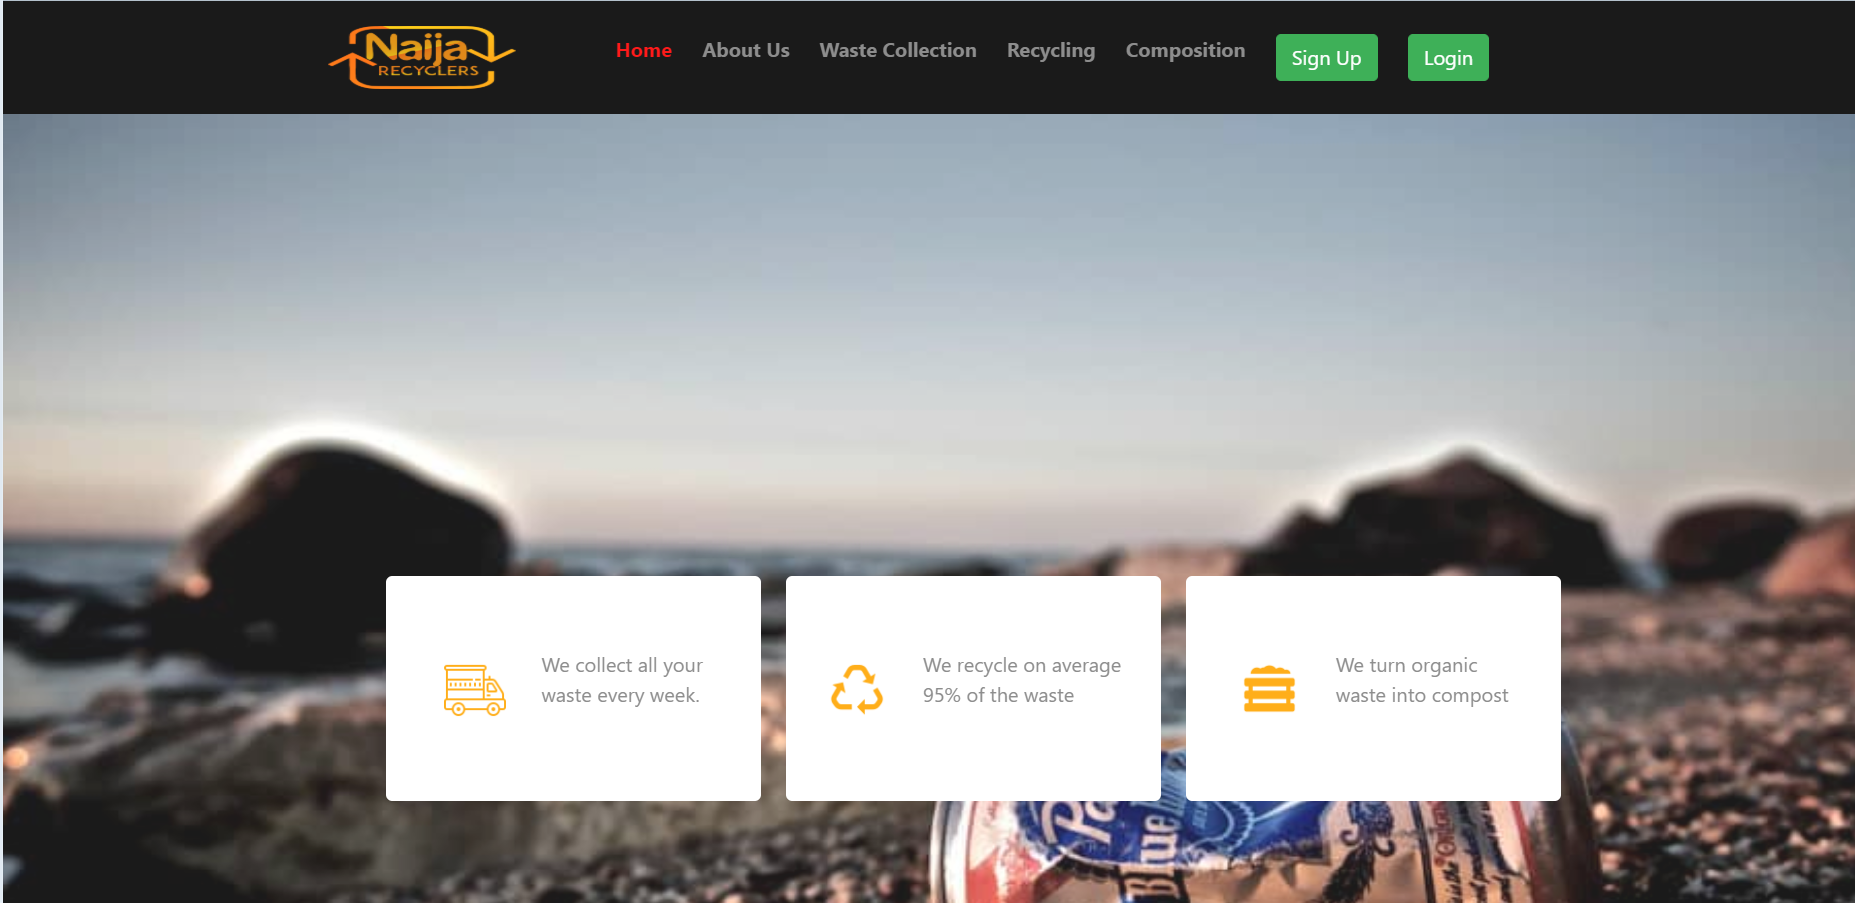 Naija
RECYCLERS
Home About Us Waste Collection Recycling Composition Sign Up Login
We collect all your
waste every week.
We recycle on average
95% of the waste
We turn organic
waste into compost
Blue